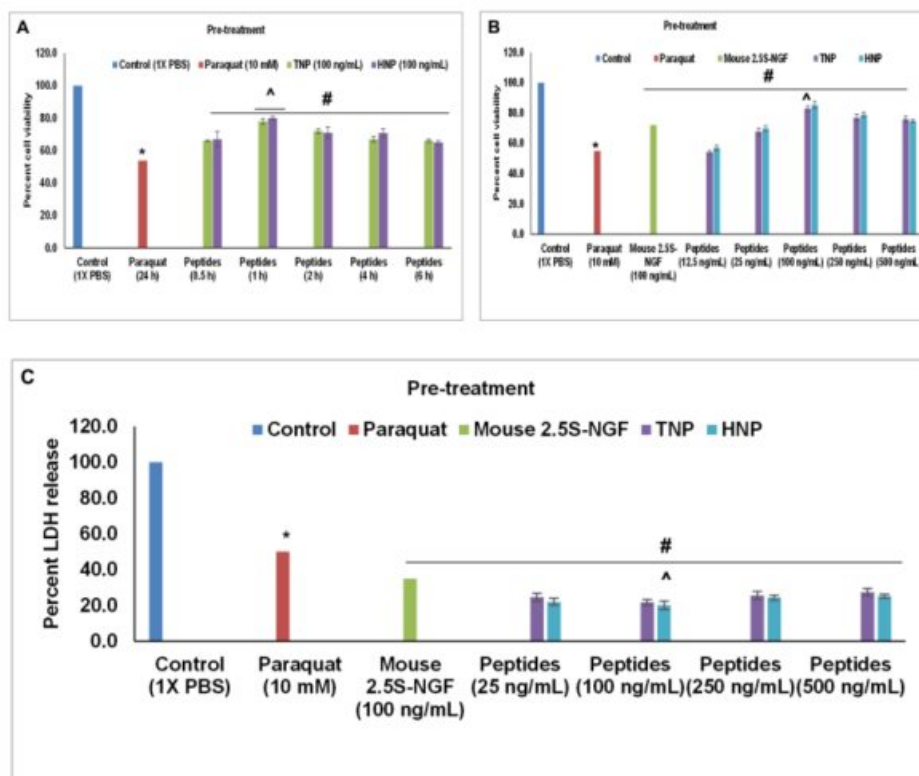 A
Pre-treatment
Control (1X PBS) Paraquat (10 mM) TNP (100 ng/mL) HNP (100 ng/mL)
Percent cell viability
120.0
100.0
80.0
60.0
40.0
20.0
0.0
*
^
#
Control Paraquat Peptides Peptides Peptides Peptides Peptides
(1X PBS) (24 h) (0.5 h) (1 h) (2 h) (4 h) (6 h)
B
Pre-treatment
Control Paraquat Mouse 2.5S-NGF TNP HNP
Percent cell viability
120.0
100.0
80.0
60.0
40.0
20.0
0.0
*
#
^
Control Paraquat Mouse 2.5S- Peptides Peptides Peptides Peptides Peptides
(1X PBS) (10 mM) NGF (12.5 ng/mL) (25 ng/mL) (100 ng/mL) (250 ng/mL) (500 ng/mL)
(100 ng/mL)
C
Pre-treatment
Control Paraquat Mouse 2.5S-NGF TNP HNP
Percent LDH release
120.0
100.0
80.0
60.0
40.0
20.0
0.0
*
#
^
Control Paraquat Mouse Peptides Peptides Peptides Peptides
(1X PBS) (10 mM) 2.5S-NGF (25 ng/mL) (100 ng/mL) (250 ng/mL) (500 ng/mL)
(100 ng/mL)